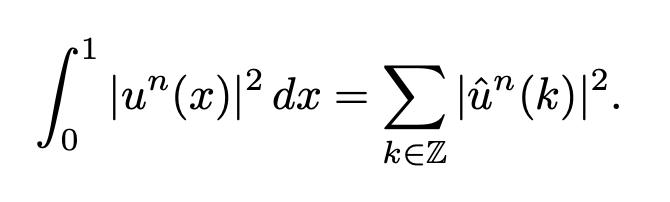 ∫₀¹ |uⁿ(x)|² dx = ∑_{k∈ℤ} |ûⁿ(k)|².